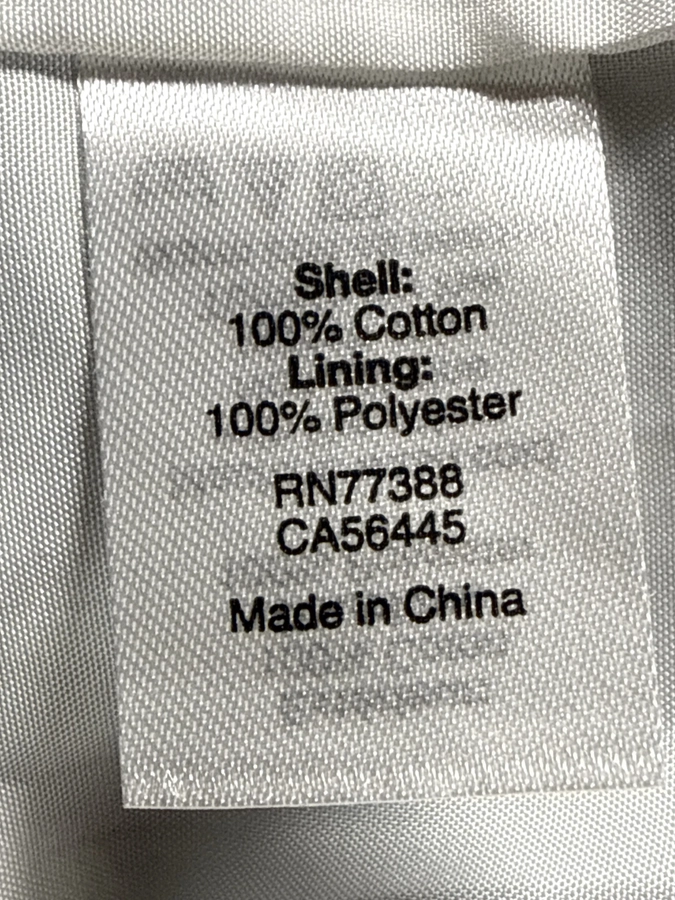 Shell:
100% Cotton
Lining:
100% Polyester
RN77388
CA56445
Made in China